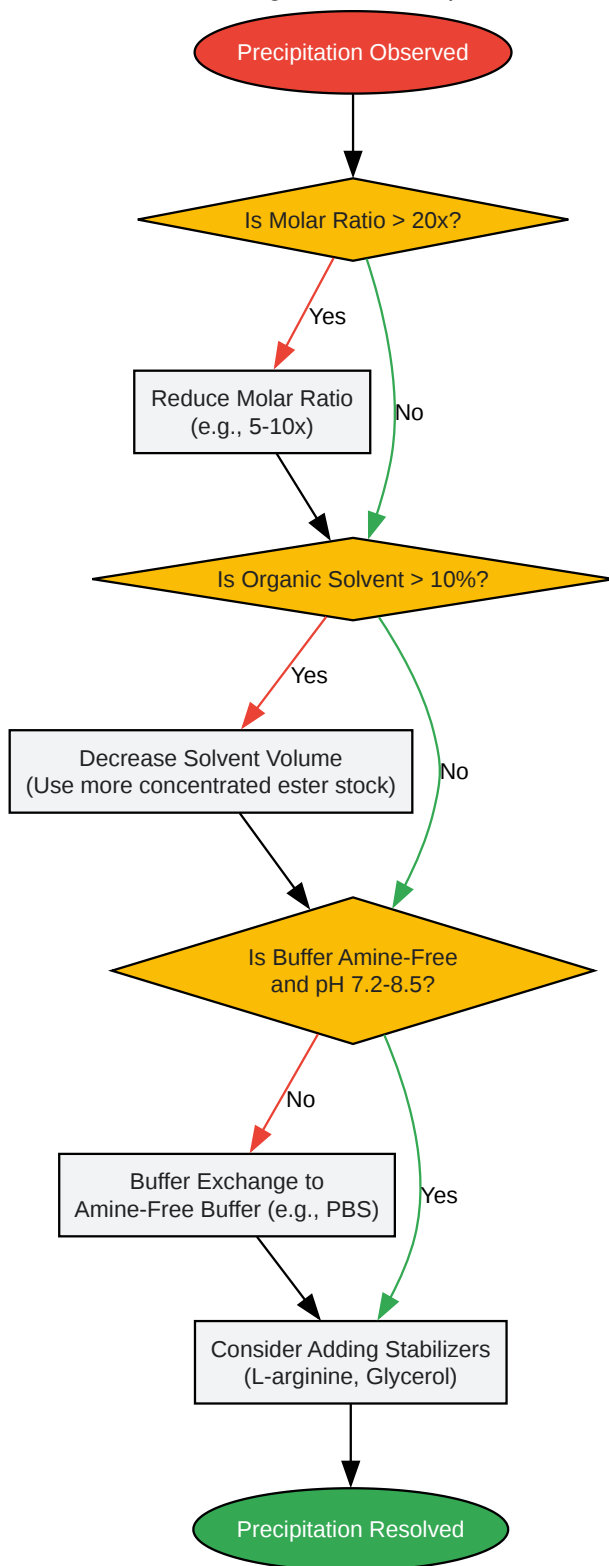 Precipitation Observed
Is Molar Ratio > 20x?
Yes
Reduce Molar Ratio
(e.g., 5-10x)
No
Is Organic Solvent > 10%?
Yes
Decrease Solvent Volume
(Use more concentrated ester stock)
No
Is Buffer Amine-Free
and pH 7.2-8.5?
No
Buffer Exchange to
Amine-Free Buffer (e.g., PBS)
Yes
Consider Adding Stabilizers
(L-arginine, Glycerol)
Precipitation Resolved